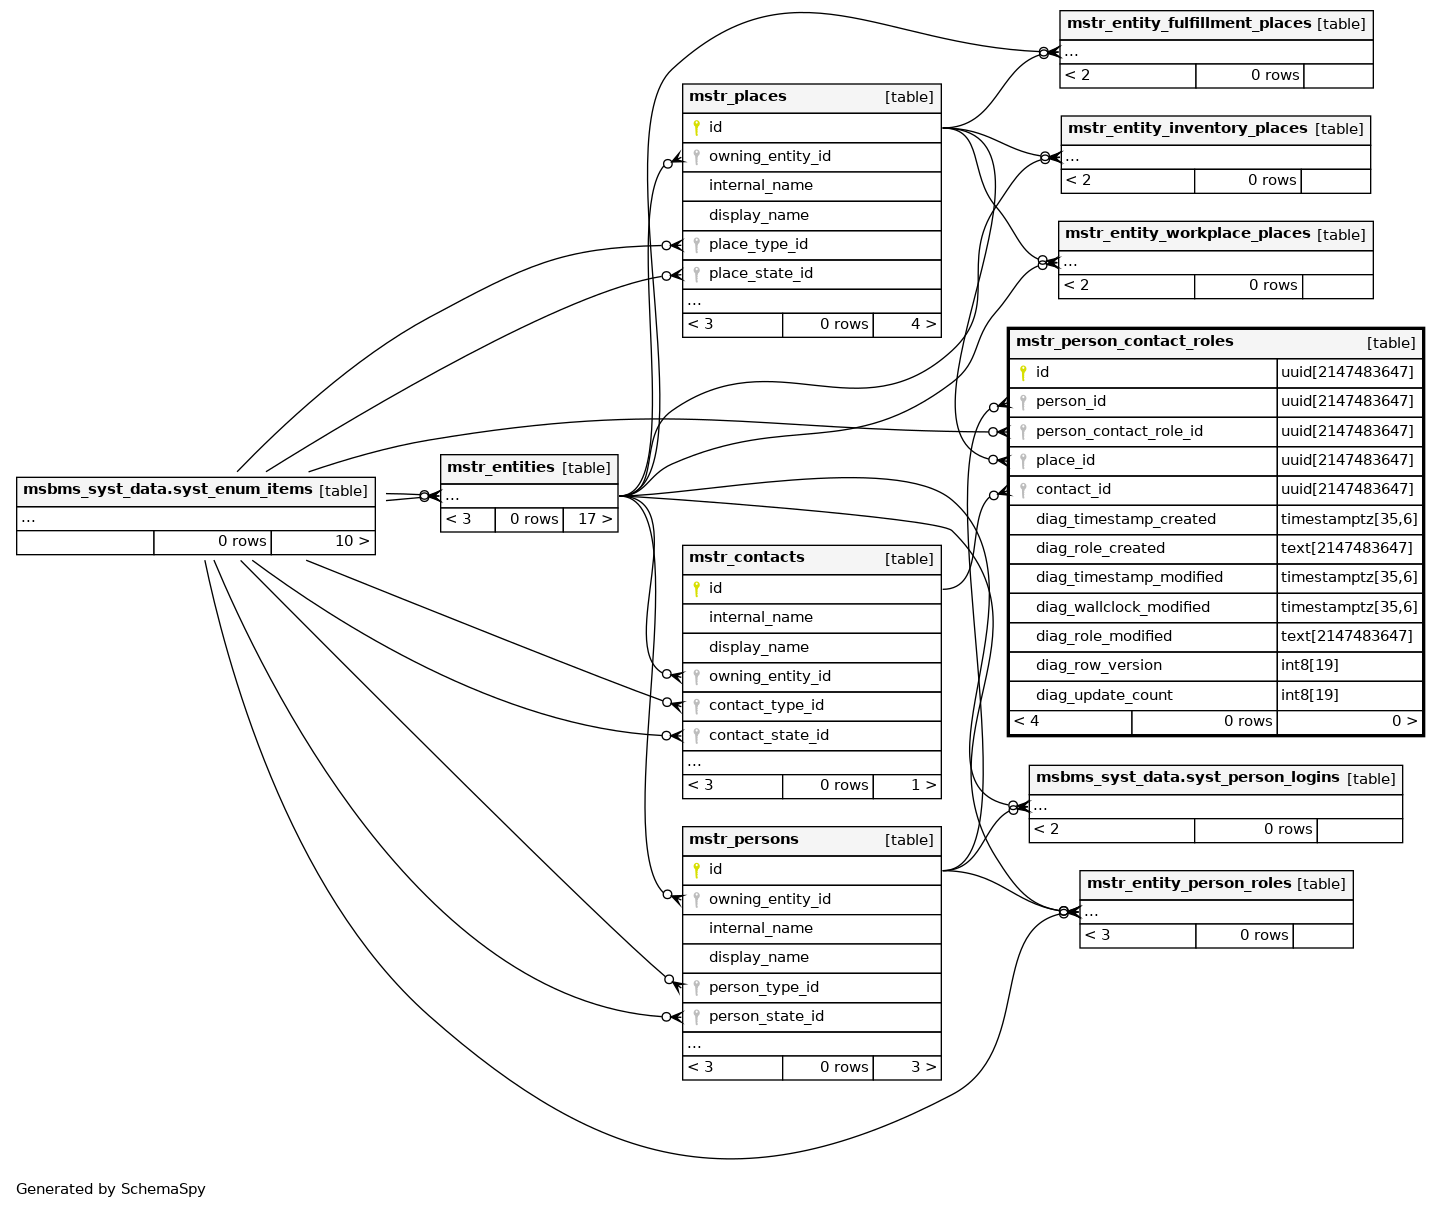 mstr_entity_fulfillment_places [table]
...
< 2 0 rows
mstr_places [table]
id
owning_entity_id
internal_name
display_name
place_type_id
place_state_id
...
< 3 0 rows 4 >
mstr_entity_inventory_places [table]
...
< 2 0 rows
mstr_entity_workplace_places [table]
...
< 2 0 rows
mstr_person_contact_roles [table]
id uuid[2147483647]
person_id uuid[2147483647]
person_contact_role_id uuid[2147483647]
place_id uuid[2147483647]
contact_id uuid[2147483647]
diag_timestamp_created timestamptz[35,6]
diag_role_created text[2147483647]
diag_timestamp_modified timestamptz[35,6]
diag_wallclock_modified timestamptz[35,6]
diag_role_modified text[2147483647]
diag_row_version int8[19]
diag_update_count int8[19]
< 4 0 rows 0 >
msbms_syst_data.syst_enum_items [table]
...
0 rows 10 >
mstr_entities [table]
...
< 3 0 rows 17 >
mstr_contacts [table]
id
internal_name
display_name
owning_entity_id
contact_type_id
contact_state_id
...
< 3 0 rows 1 >
msbms_syst_data.syst_person_logins [table]
...
< 2 0 rows
mstr_persons [table]
id
owning_entity_id
internal_name
display_name
person_type_id
person_state_id
...
< 3 0 rows 3 >
mstr_entity_person_roles [table]
...
< 3 0 rows
Generated by SchemaSpy